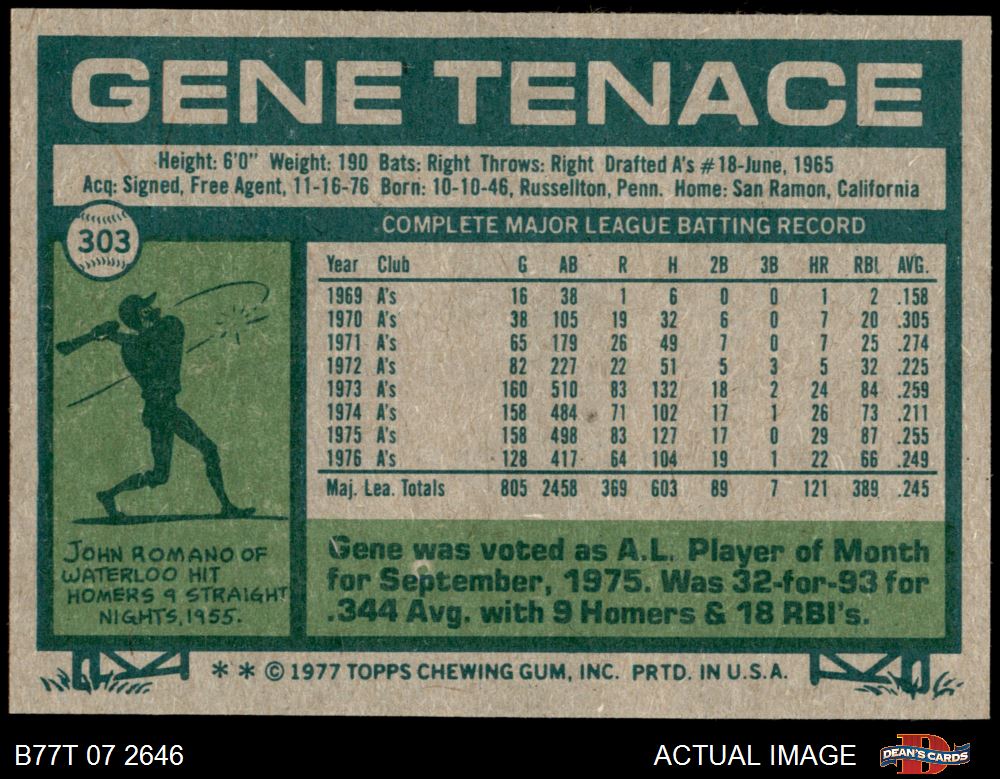 GENE TENACE
Height: 6'0" Weight: 190 Bats: Right Throws: Right Drafted A's #18-June, 1965
Acq: Signed, Free Agent, 11-16-76 Born: 10-10-46, Russellton, Penn. Home: San Ramon, California
303
COMPLETE MAJOR LEAGUE BATTING RECORD
Year Club G AB R H 2B 3B HR RBI AVG.
1969 A's 16 38 1 6 0 0 1 2 .158
1970 A's 38 105 19 32 6 0 7 20 .305
1971 A's 65 179 26 49 7 0 7 25 .274
1972 A's 82 227 22 51 5 3 5 32 .225
1973 A's 160 510 83 132 18 2 24 84 .259
1974 A's 158 484 71 102 17 1 26 73 .211
1975 A's 158 498 83 127 17 0 29 87 .255
1976 A's 128 417 64 104 19 1 22 66 .249
Maj. Lea. Totals 805 2458 369 603 89 7 121 389 .245
JOHN ROMANO OF
WATERLOO HIT
HOMERS 9 STRAIGHT
NIGHTS, 1955.
Gene was voted as A.L. Player of Month
for September, 1975. Was 32-for-93 for
.344 Avg. with 9 Homers & 18 RBI's.
* * © 1977 TOPPS CHEWING GUM, INC. PRTD. IN U.S.A.
B77T 07 2646
ACTUAL IMAGE
D
DEAN'S CARDS